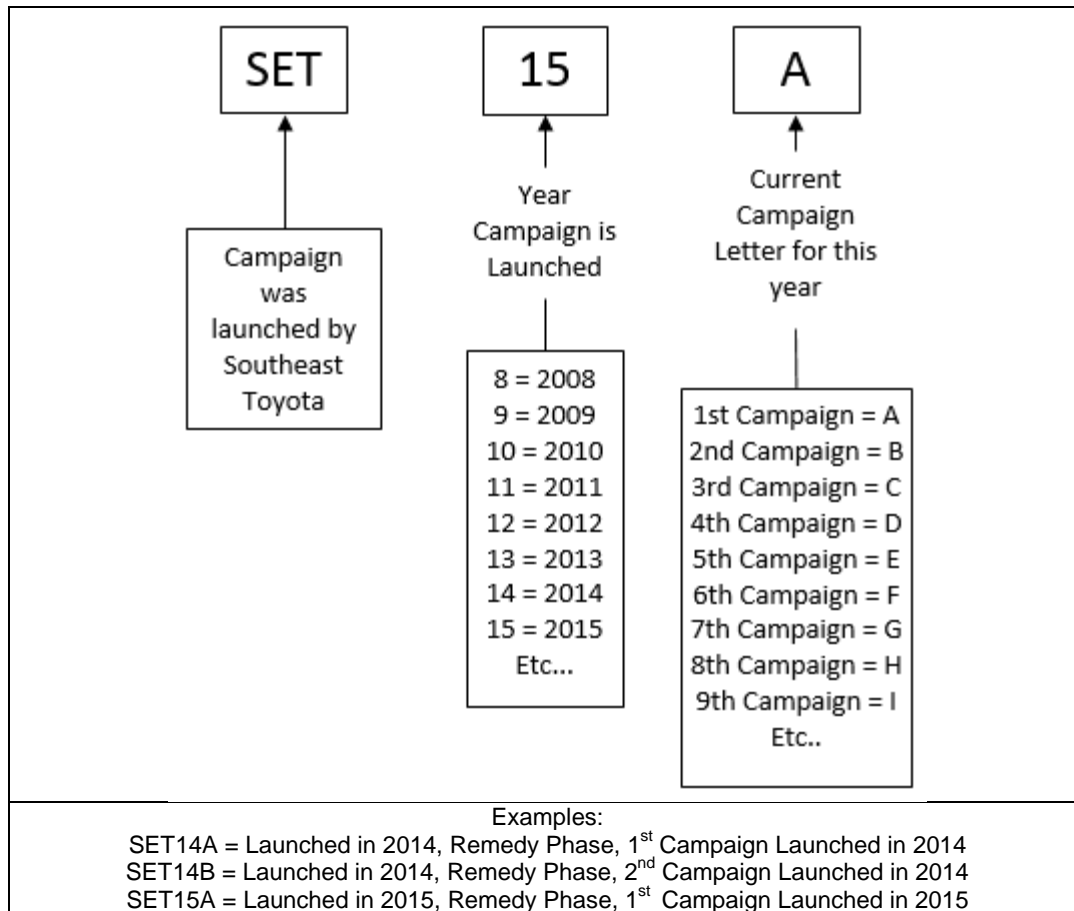 SET
15
A
Campaign
was
launched by
Southeast
Toyota
Year
Campaign is
Launched
8 = 2008
9 = 2009
10 = 2010
11 = 2011
12 = 2012
13 = 2013
14 = 2014
15 = 2015
Etc...
Current
Campaign
Letter for this
year
1st Campaign = A
2nd Campaign = B
3rd Campaign = C
4th Campaign = D
5th Campaign = E
6th Campaign = F
7th Campaign = G
8th Campaign = H
9th Campaign = I
Etc..
Examples:
SET14A = Launched in 2014, Remedy Phase, 1st Campaign Launched in 2014
SET14B = Launched in 2014, Remedy Phase, 2nd Campaign Launched in 2014
SET15A = Launched in 2015, Remedy Phase, 1st Campaign Launched in 2015